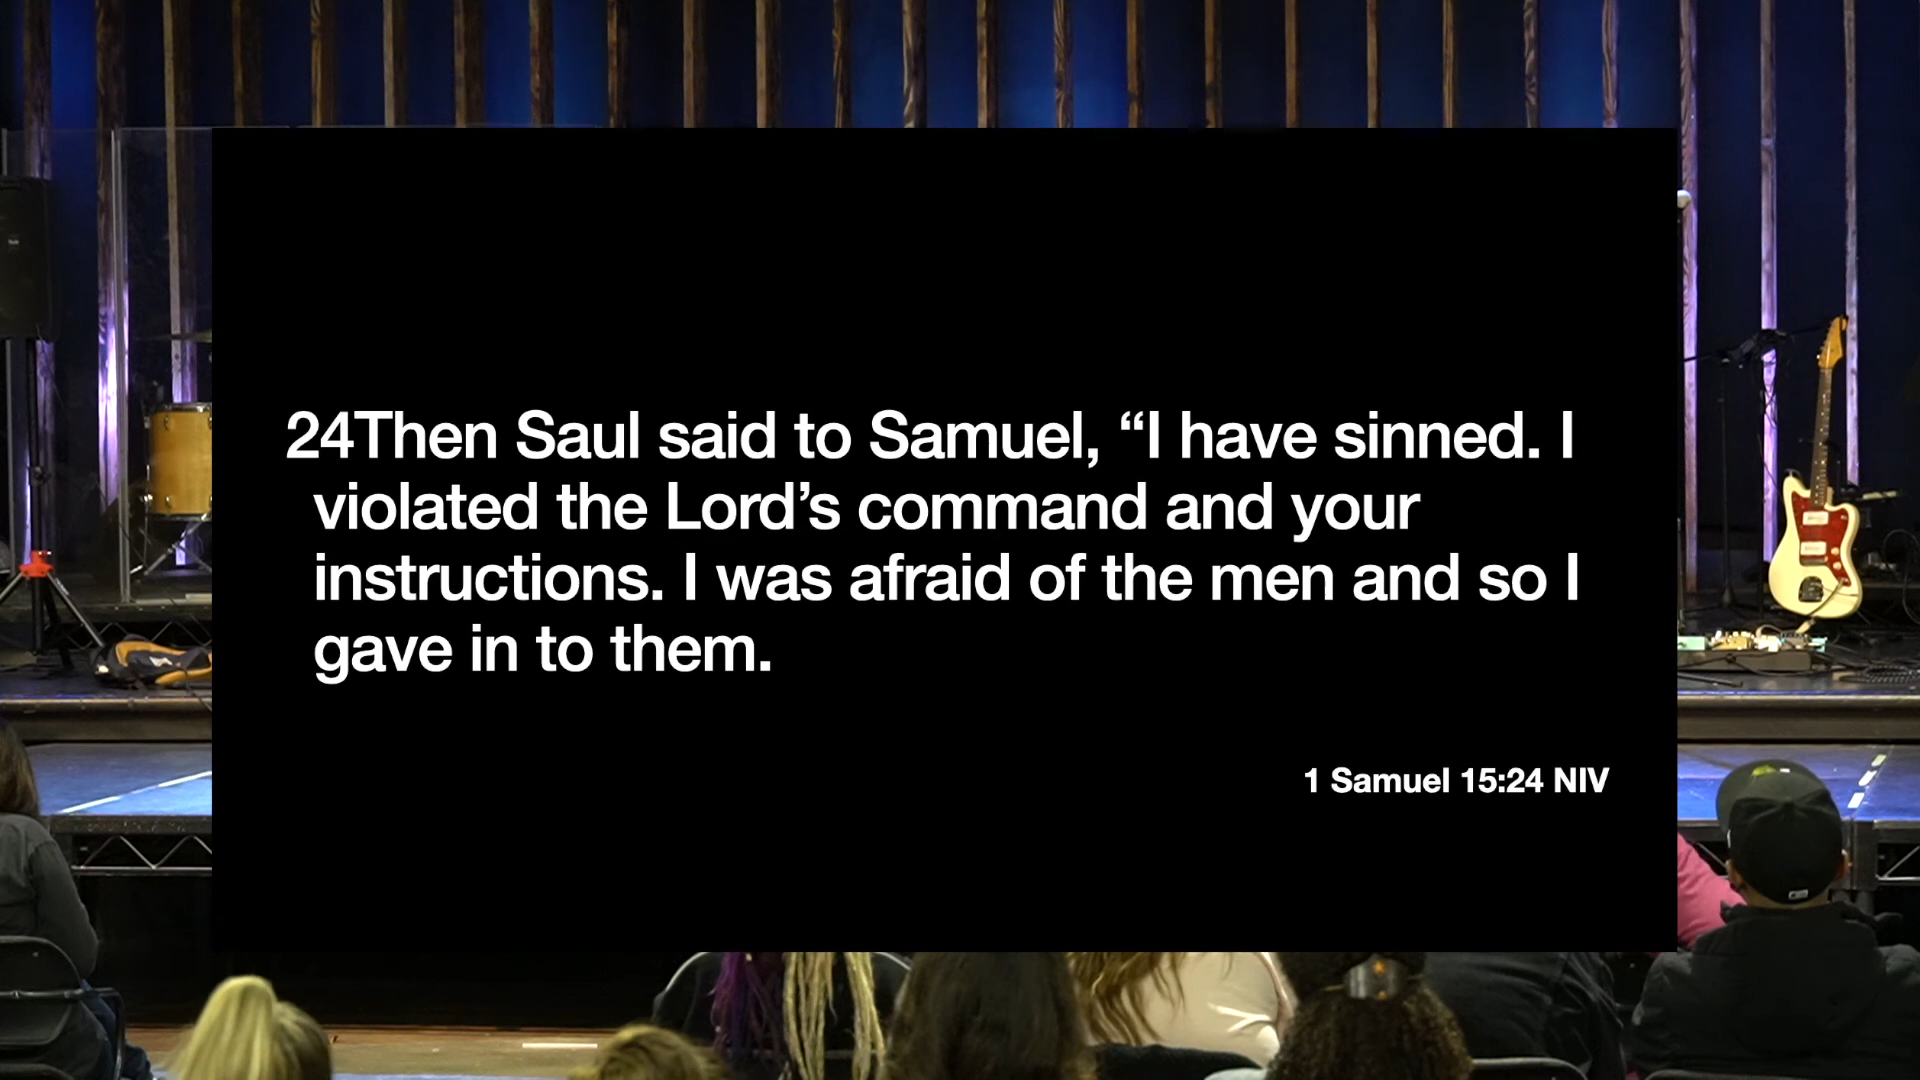 24Then Saul said to Samuel, “I have sinned. I
violated the Lord’s command and your
instructions. I was afraid of the men and so I
gave in to them.
1 Samuel 15:24 NIV